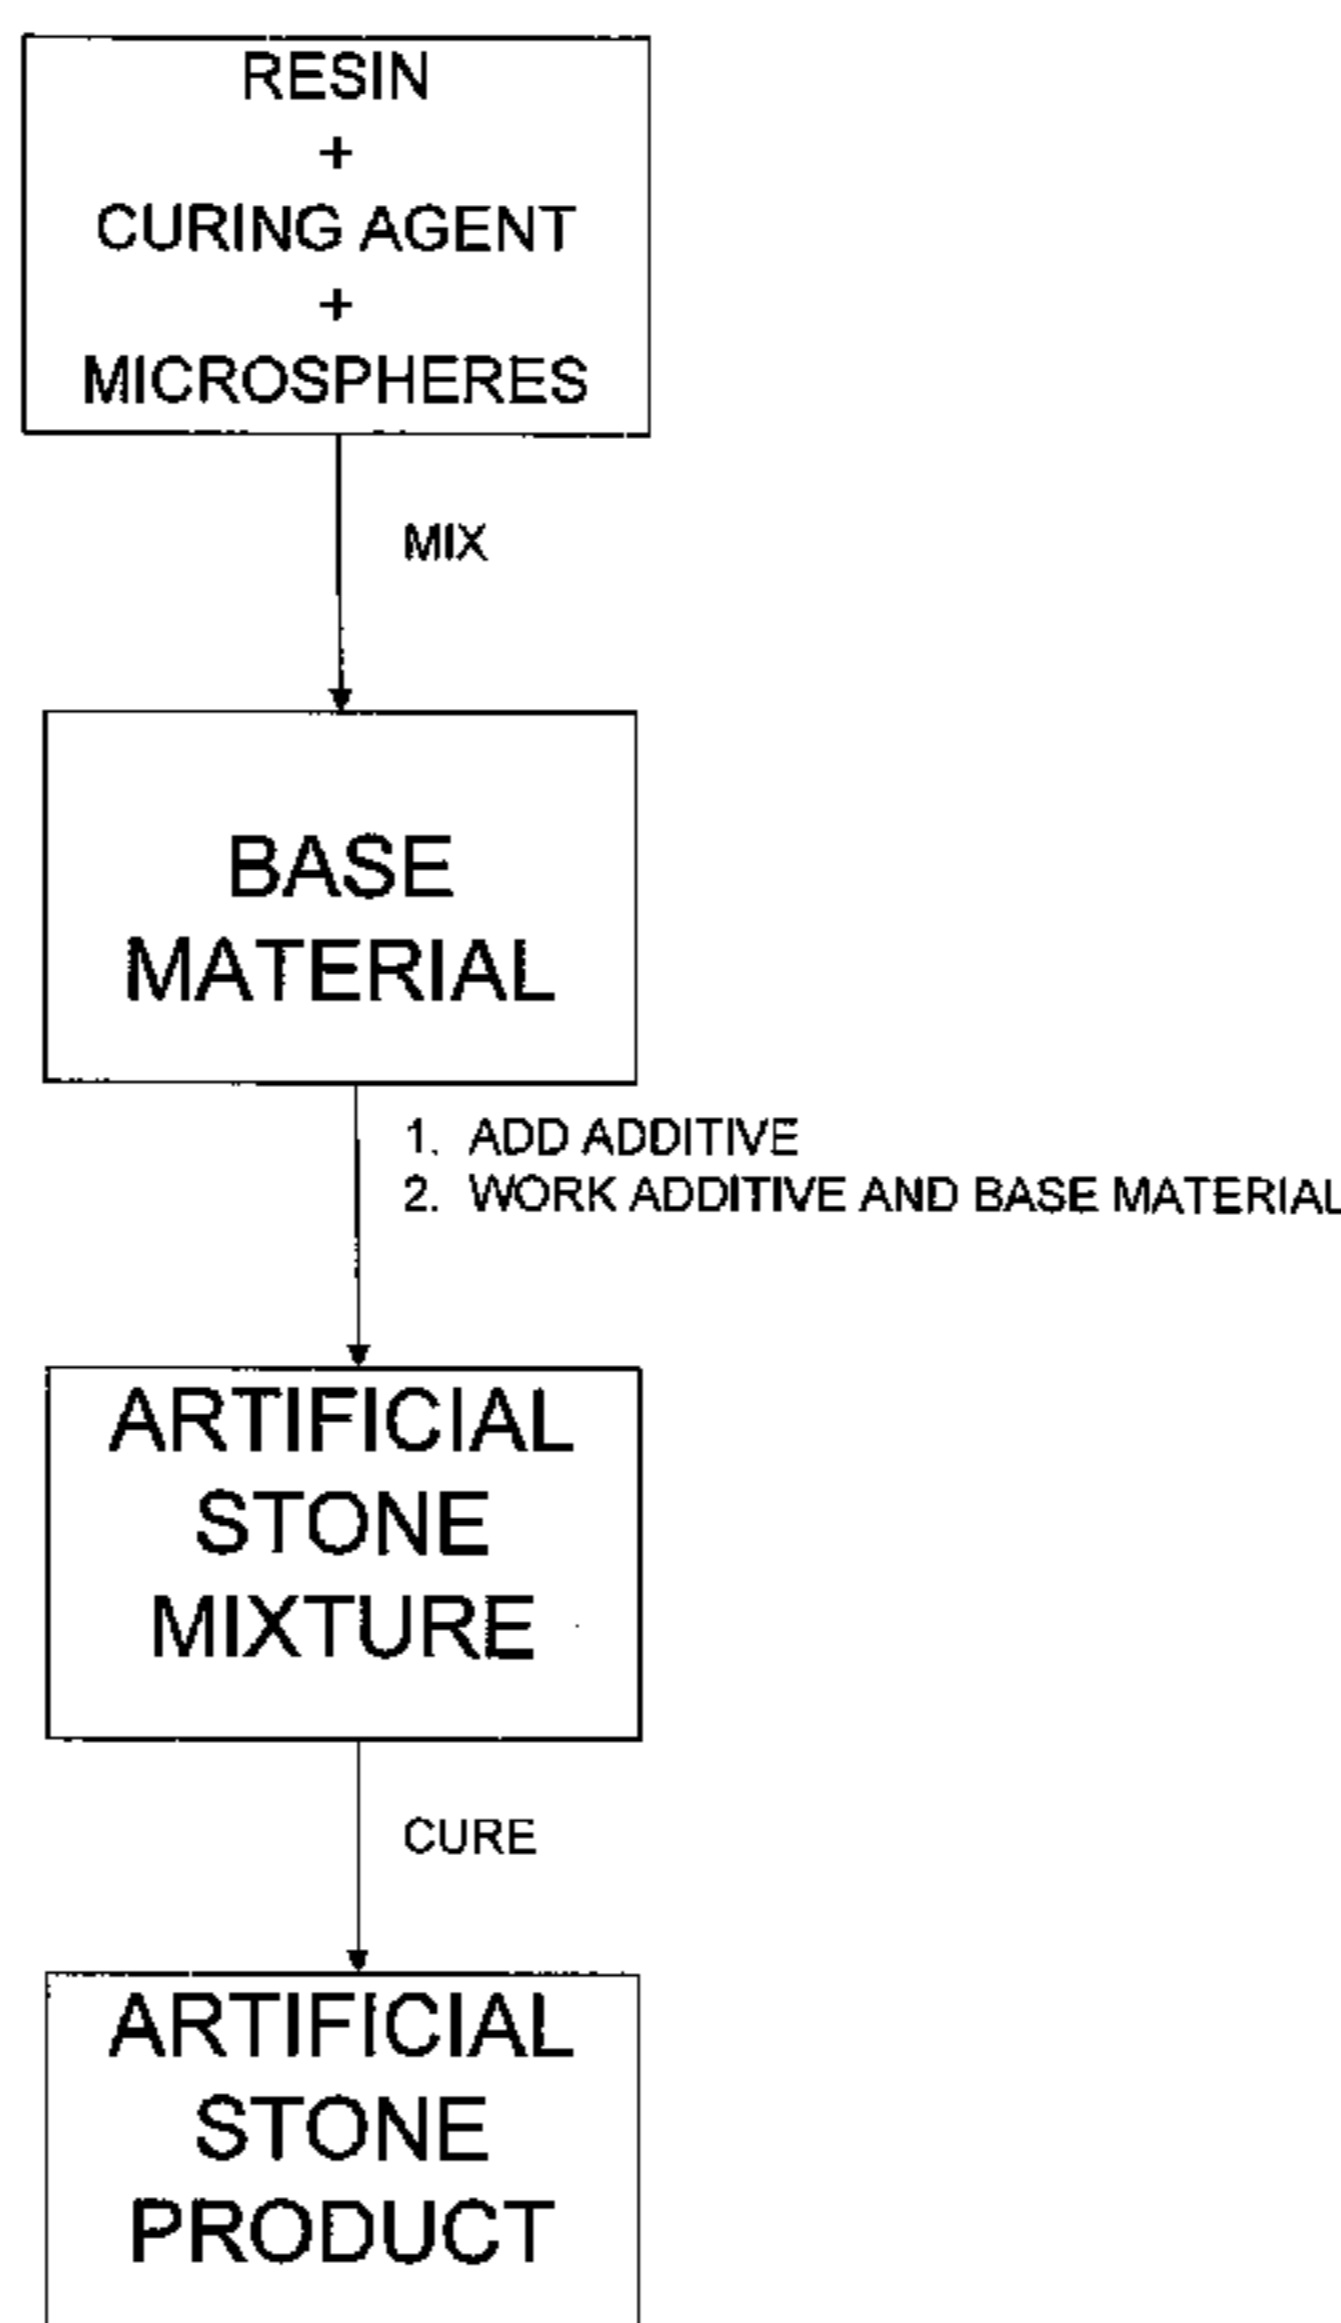 RESIN
+
CURING AGENT
+
MICROSPHERES
MIX
BASE
MATERIAL
1. ADD ADDITIVE
2. WORK ADDITIVE AND BASE MATERIAL
ARTIFICIAL
STONE
MIXTURE
CURE
ARTIFICIAL
STONE
PRODUCT